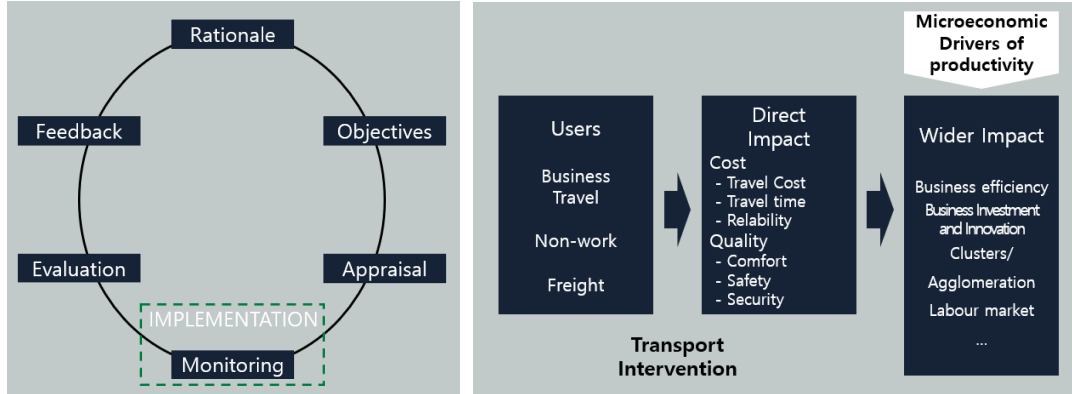 Rationale
Feedback
Objectives
Evaluation
Appraisal
IMPLEMENTATION
Monitoring
Microeconomic
Drivers of
productivity
Users
Business
Travel
Non-work
Freight
Direct
Impact
Cost
- Travel Cost
- Travel time
- Relability
Quality
- Comfort
- Safety
- Security
Wider Impact
Business efficiency
Business Investment
and Innovation
Clusters/
Agglomeration
Labour market
...
Transport
Intervention